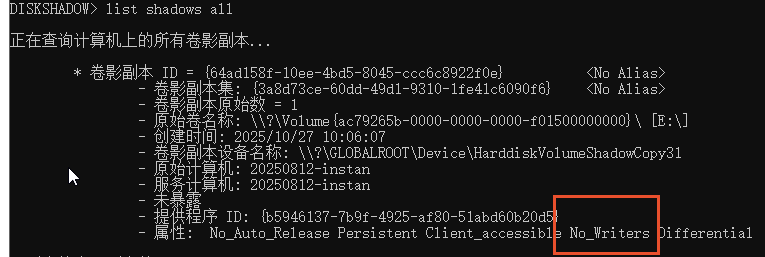 DISKSHADOW> list shadows all
正在查询计算机上的所有卷影副本...
* 卷影副本 ID = {64ad158f-10ee-4bd5-8045-ccc6c8922f0e} <No Alias>
- 卷影副本集: {3a8d73ce-60dd-49d1-9310-1fe41c6090f6} <No Alias>
- 卷影副本原始数 = 1
- 原始卷名称: \\?\Volume{ac79265b-0000-0000-0000-f01500000000}\ [E:\]
- 创建时间: 2025/10/27 10:06:07
- 卷影副本设备名称: \\?\GLOBALROOT\Device\HarddiskVolumeShadowCopy31
- 原始计算机: 20250812-instan
- 服务计算机: 20250812-instan
- 未暴露
- 提供程序 ID: {b5946137-7b9f-4925-af80-51abd60b20d5}
- 属性: No_Auto_Release Persistent Client_accessible No_Writers Differential